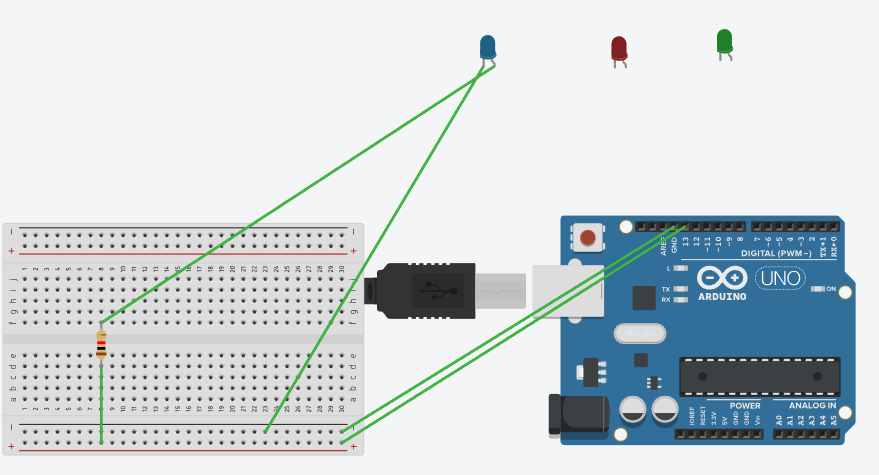 1 2 3 4 5 6 7 8 9 10 11 12 13 14 15 16 17 18 19 20 21 22 23 24 25 26 27 28 29 30
j j
i i
h h
g g
f f
e e
d d
c c
b b
a a
1 2 3 4 5 6 7 8 9 10 11 12 13 14 15 16 17 18 19 20 21 22 23 24 25 26 27 28 29 30
AREF
GND
13
12
~11
~10
~9
8
7
~6
~5
4
~3
2
TX→1
RX←0
DIGITAL (PWM~)
L
TX
RX
ARDUINO
UNO
ON
POWER
ANALOG IN
IOREF
RESET
3.3V
5V
GND
GND
Vin
A0
A1
A2
A3
A4
A5